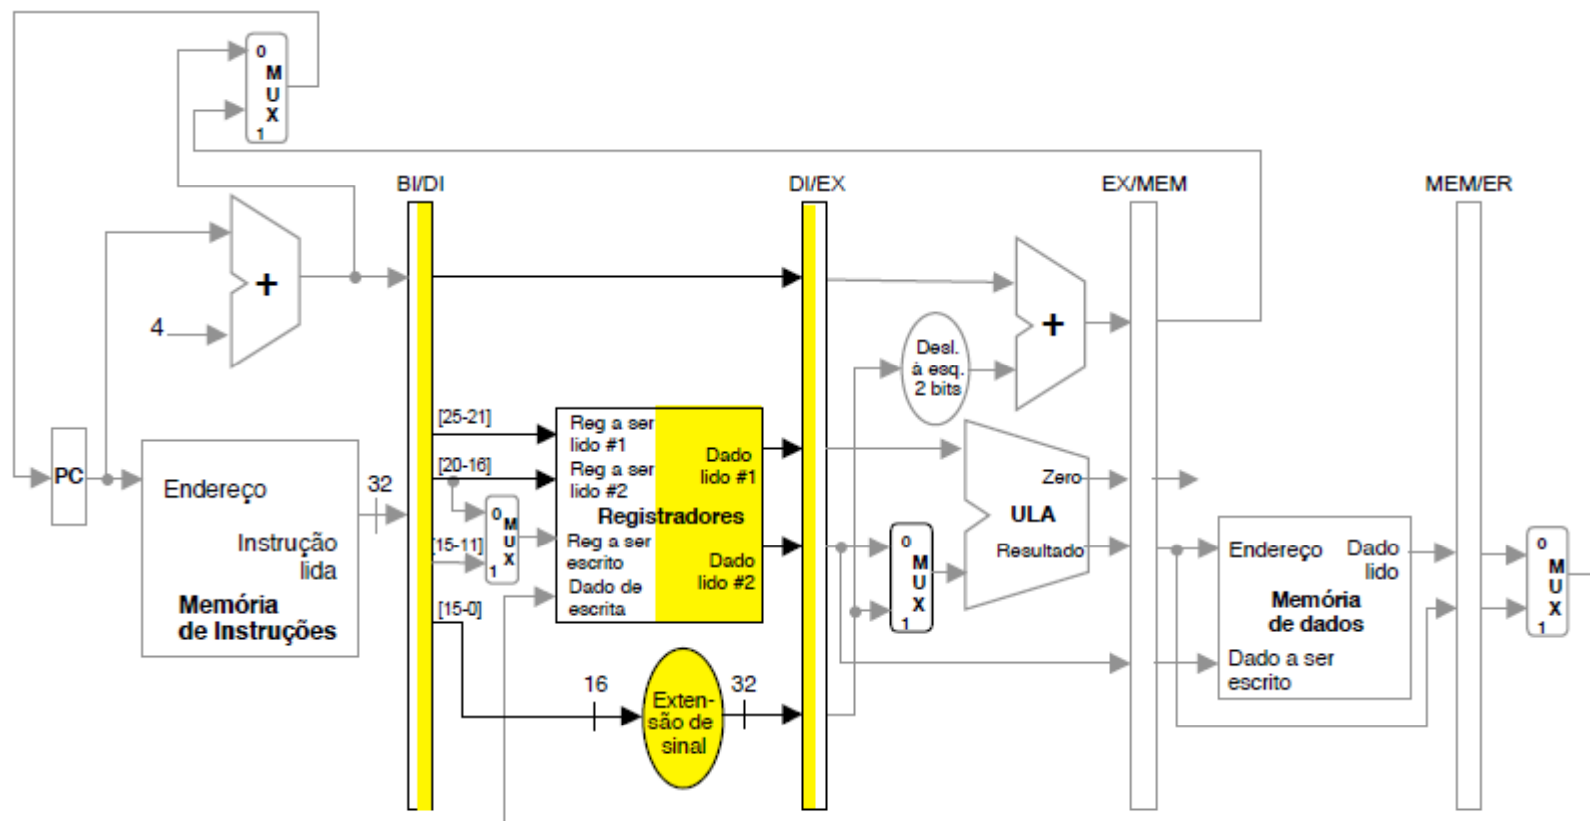 0
M
U
X
1
BI/DI
DI/EX
EX/MEM
MEM/ER
+
4
+
Desl.
à esq.
2 bits
[25-21]
Reg a ser
lido #1
Dado
lido #1
[20-16]
Reg a ser
lido #2
0
M
U
X
1
Registradores
[15-11]
Reg a ser
escrito
Dado
lido #2
Dado de
escrita
[15-0]
PC
Endereço
32
Instrução
lida
Memória
de Instruções
16
Exten-
são de
sinal
32
Zero
ULA
Resultado
0
M
U
X
1
Endereço
Dado
lido
Memória
de dados
Dado a ser
escrito
0
M
U
X
1